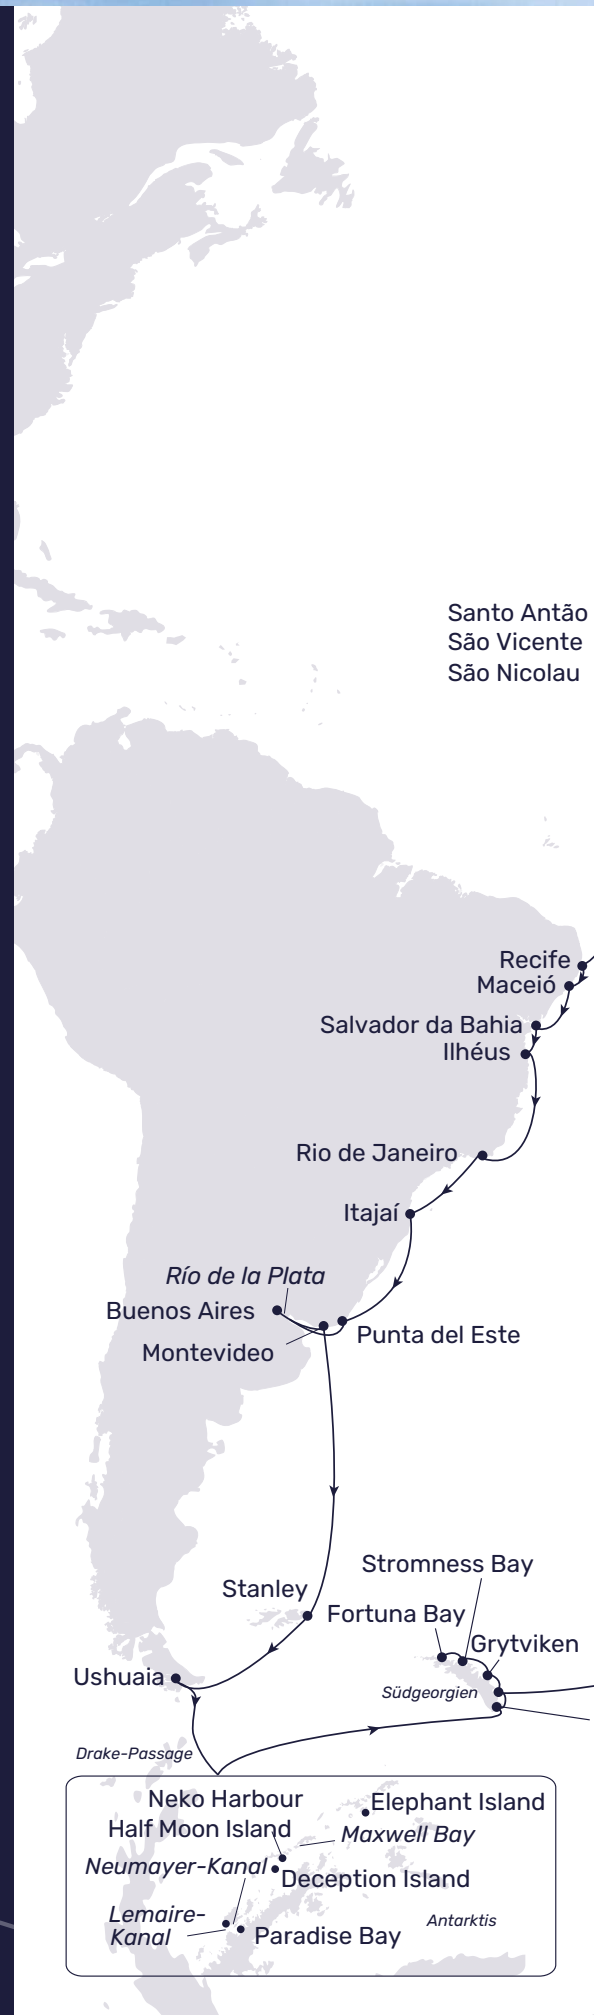 Santo Antão
São Vicente
São Nicolau
Recife
Maceió
Salvador da Bahia
Ilhéus
Rio de Janeiro
Itajaí
Río de la Plata
Buenos Aires
Punta del Este
Montevideo
Stromness Bay
Stanley
Fortuna Bay
Grytviken
Ushuaia
Südgeorgien
Drake-Passage
Neko Harbour
Elephant Island
Half Moon Island
Maxwell Bay
Neumayer-Kanal
Deception Island
Lemaire-
Kanal
Antarktis
Paradise Bay